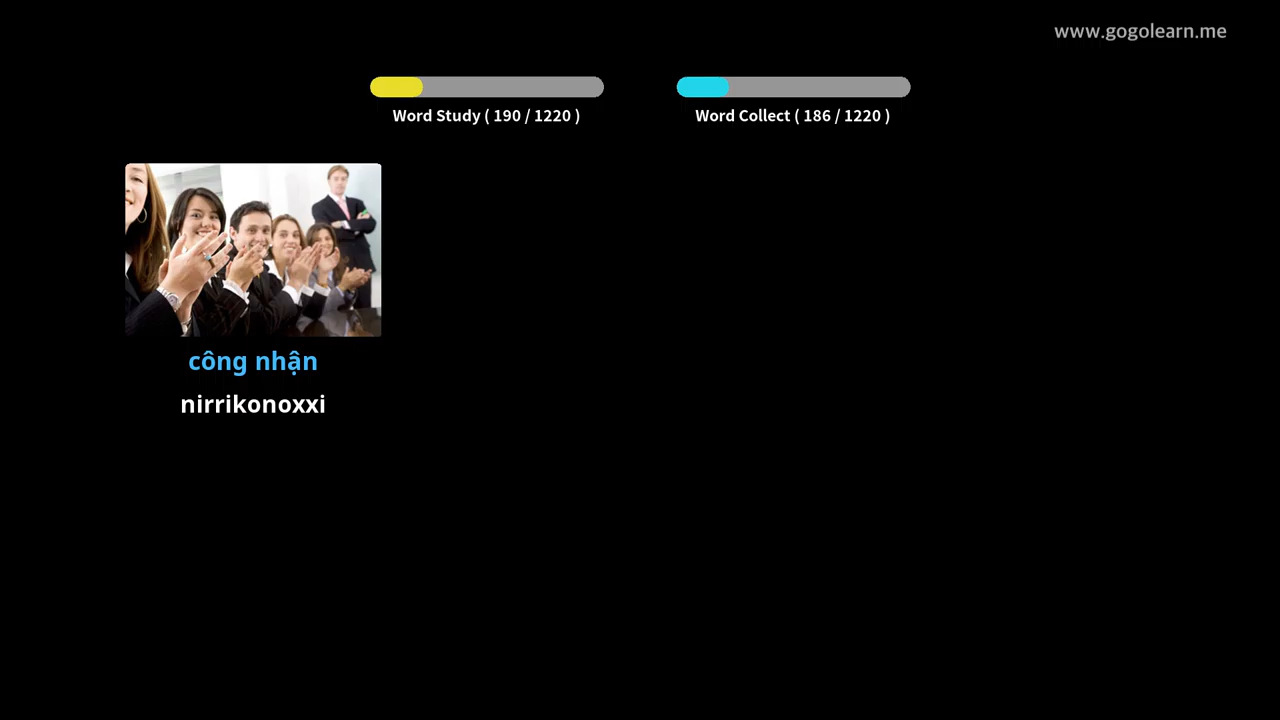 www.gogolearn.me
Word Study ( 190 / 1220 )
Word Collect ( 186 / 1220 )
công nhận
nirrikonoxxi